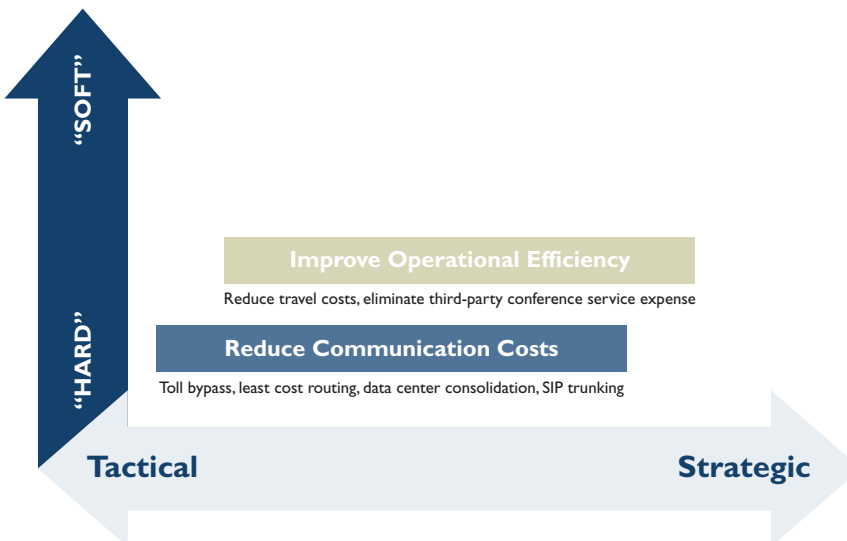 “SOFT”
Improve Operational Efficiency
Reduce travel costs, eliminate third-party conference service expense
“HARD”
Reduce Communication Costs
Toll bypass, least cost routing, data center consolidation, SIP trunking
Tactical
Strategic